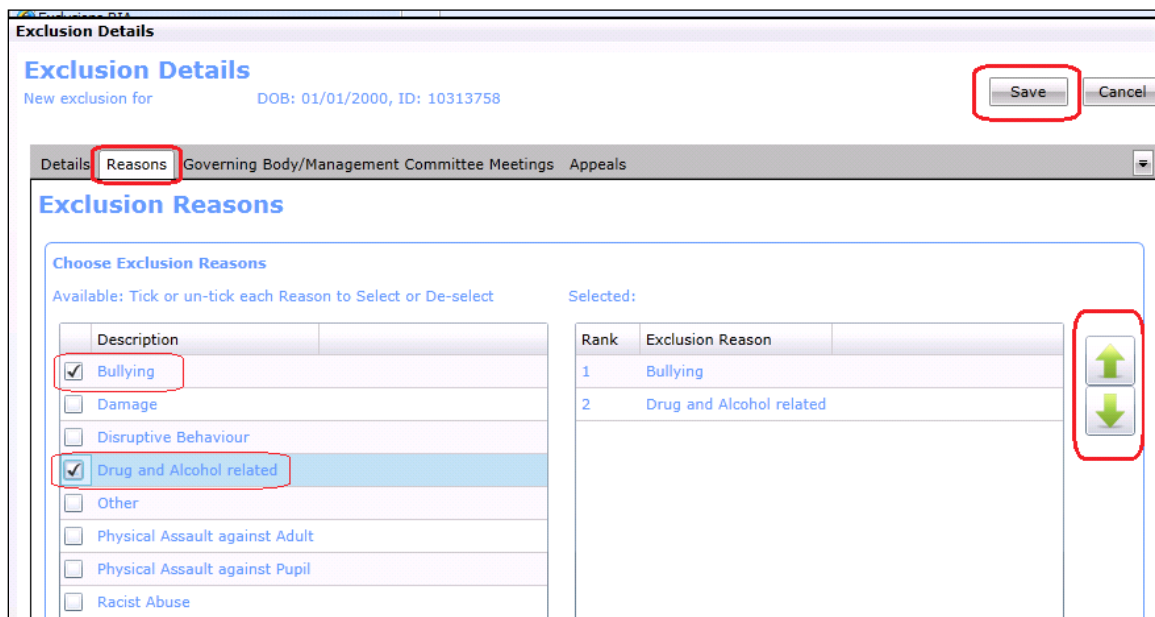 Exclusion Details
Exclusion Details
New exclusion for DOB: 01/01/2000, ID: 10313758
Save Cancel
Details Reasons Governing Body/Management Committee Meetings Appeals
Exclusion Reasons
Choose Exclusion Reasons
Available: Tick or un-tick each Reason to Select or De-select
Selected:
Description
Bullying
Damage
Disruptive Behaviour
Drug and Alcohol related
Other
Physical Assault against Adult
Physical Assault against Pupil
Racist Abuse
Rank Exclusion Reason
1 Bullying
2 Drug and Alcohol related